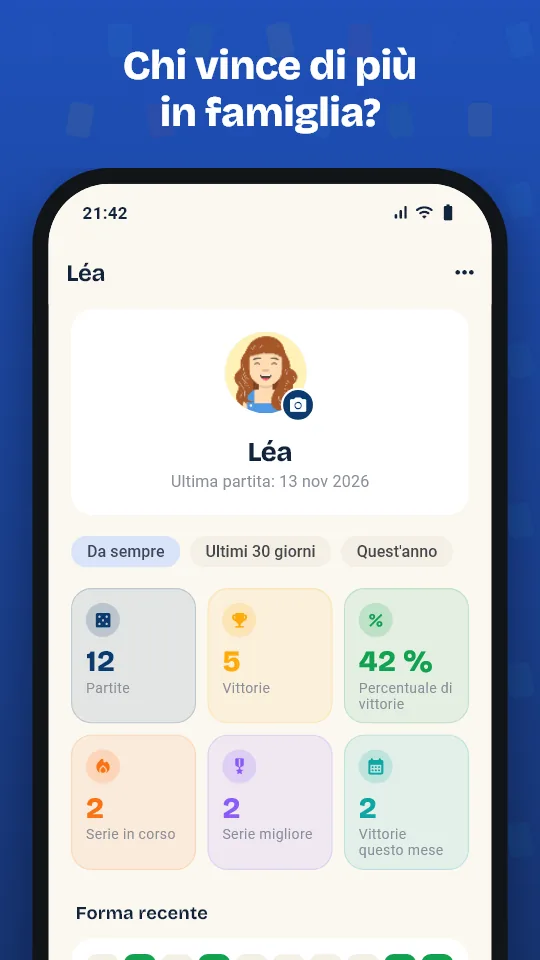 Chi vince di più
in famiglia?
21:42
Léa
Léa
Ultima partita: 13 nov 2026
Da sempre
Ultimi 30 giorni
Quest'anno
12
Partite
5
Vittorie
42 %
Percentuale di
vittorie
2
Serie in corso
2
Serie migliore
2
Vittorie
questo mese
Forma recente